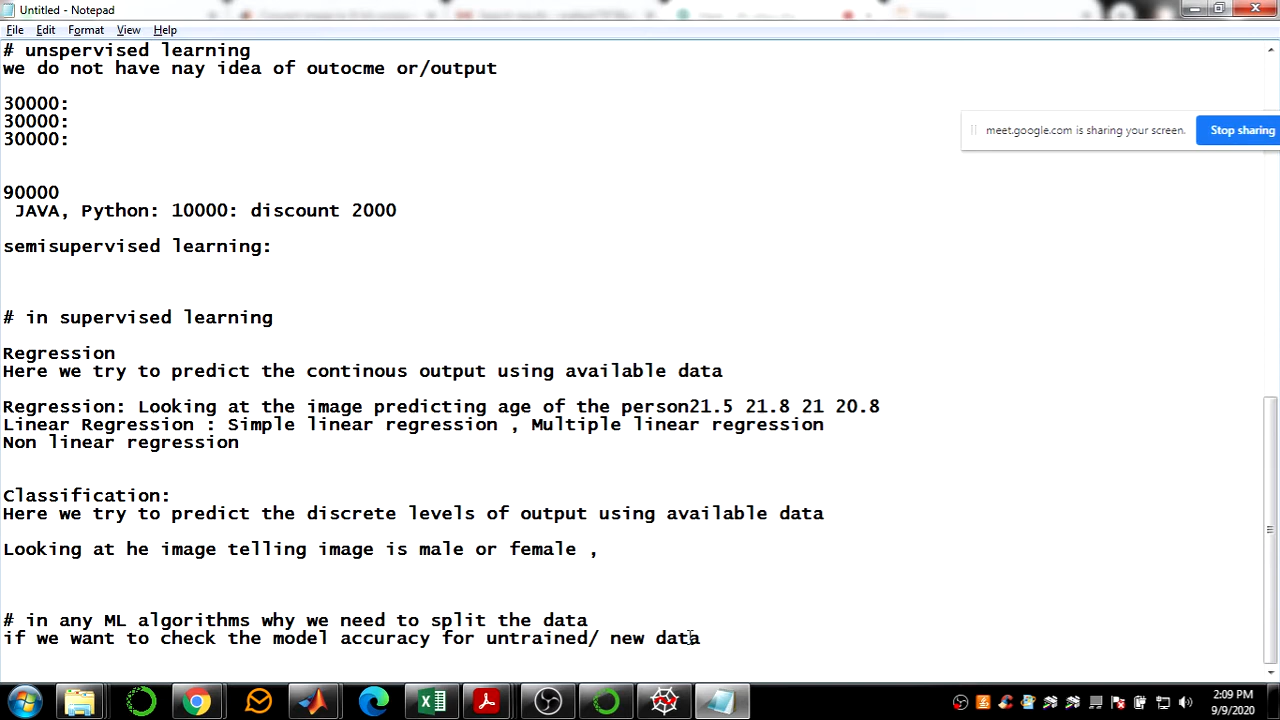 Untitled - Notepad
File Edit Format View Help
# unspervised learning
we do not have nay idea of outocme or/output
30000:
30000:
30000:
90000
JAVA, Python: 10000: discount 2000
semisupervised learning:
# in supervised learning
Regression
Here we try to predict the continous output using available data
Regression: Looking at the image predicting age of the person21.5 21.8 21 20.8
Linear Regression : Simple linear regression , Multiple linear regression
Non linear regression
Classification:
Here we try to predict the discrete levels of output using available data
Looking at he image telling image is male or female ,
# in any ML algorithms why we need to split the data
if we want to check the model accuracy for untrained/ new data
meet.google.com is sharing your screen.
Stop sharing
2:09 PM
9/9/2020